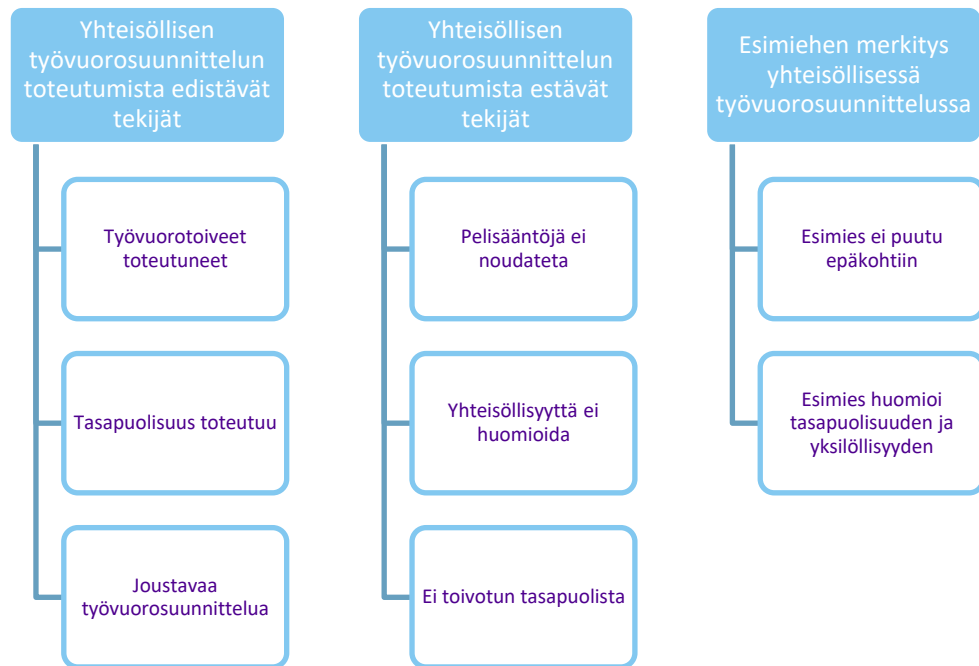 Yhteisöllisen
työvuorosuunnittelun
toteutumista edistävät
tekijät
Työvuorotoiveet
toteutuneet
Tasapuolisuus toteutuu
Joustavaa
työvuorosuunnittelua
Yhteisöllisen
työvuorosuunnittelun
toteutumista estävät
tekijät
Pelisääntöjä ei
noudateta
Yhteisöllisyyttä ei
huomioida
Ei toivotun tasapuolista
Esimiehen merkitys
yhteisöllisessä
työvuorosuunnittelussa
Esimies ei puutu
epäkohtiin
Esimies huomioi
tasapuolisuuden ja
yksilöllisyyden